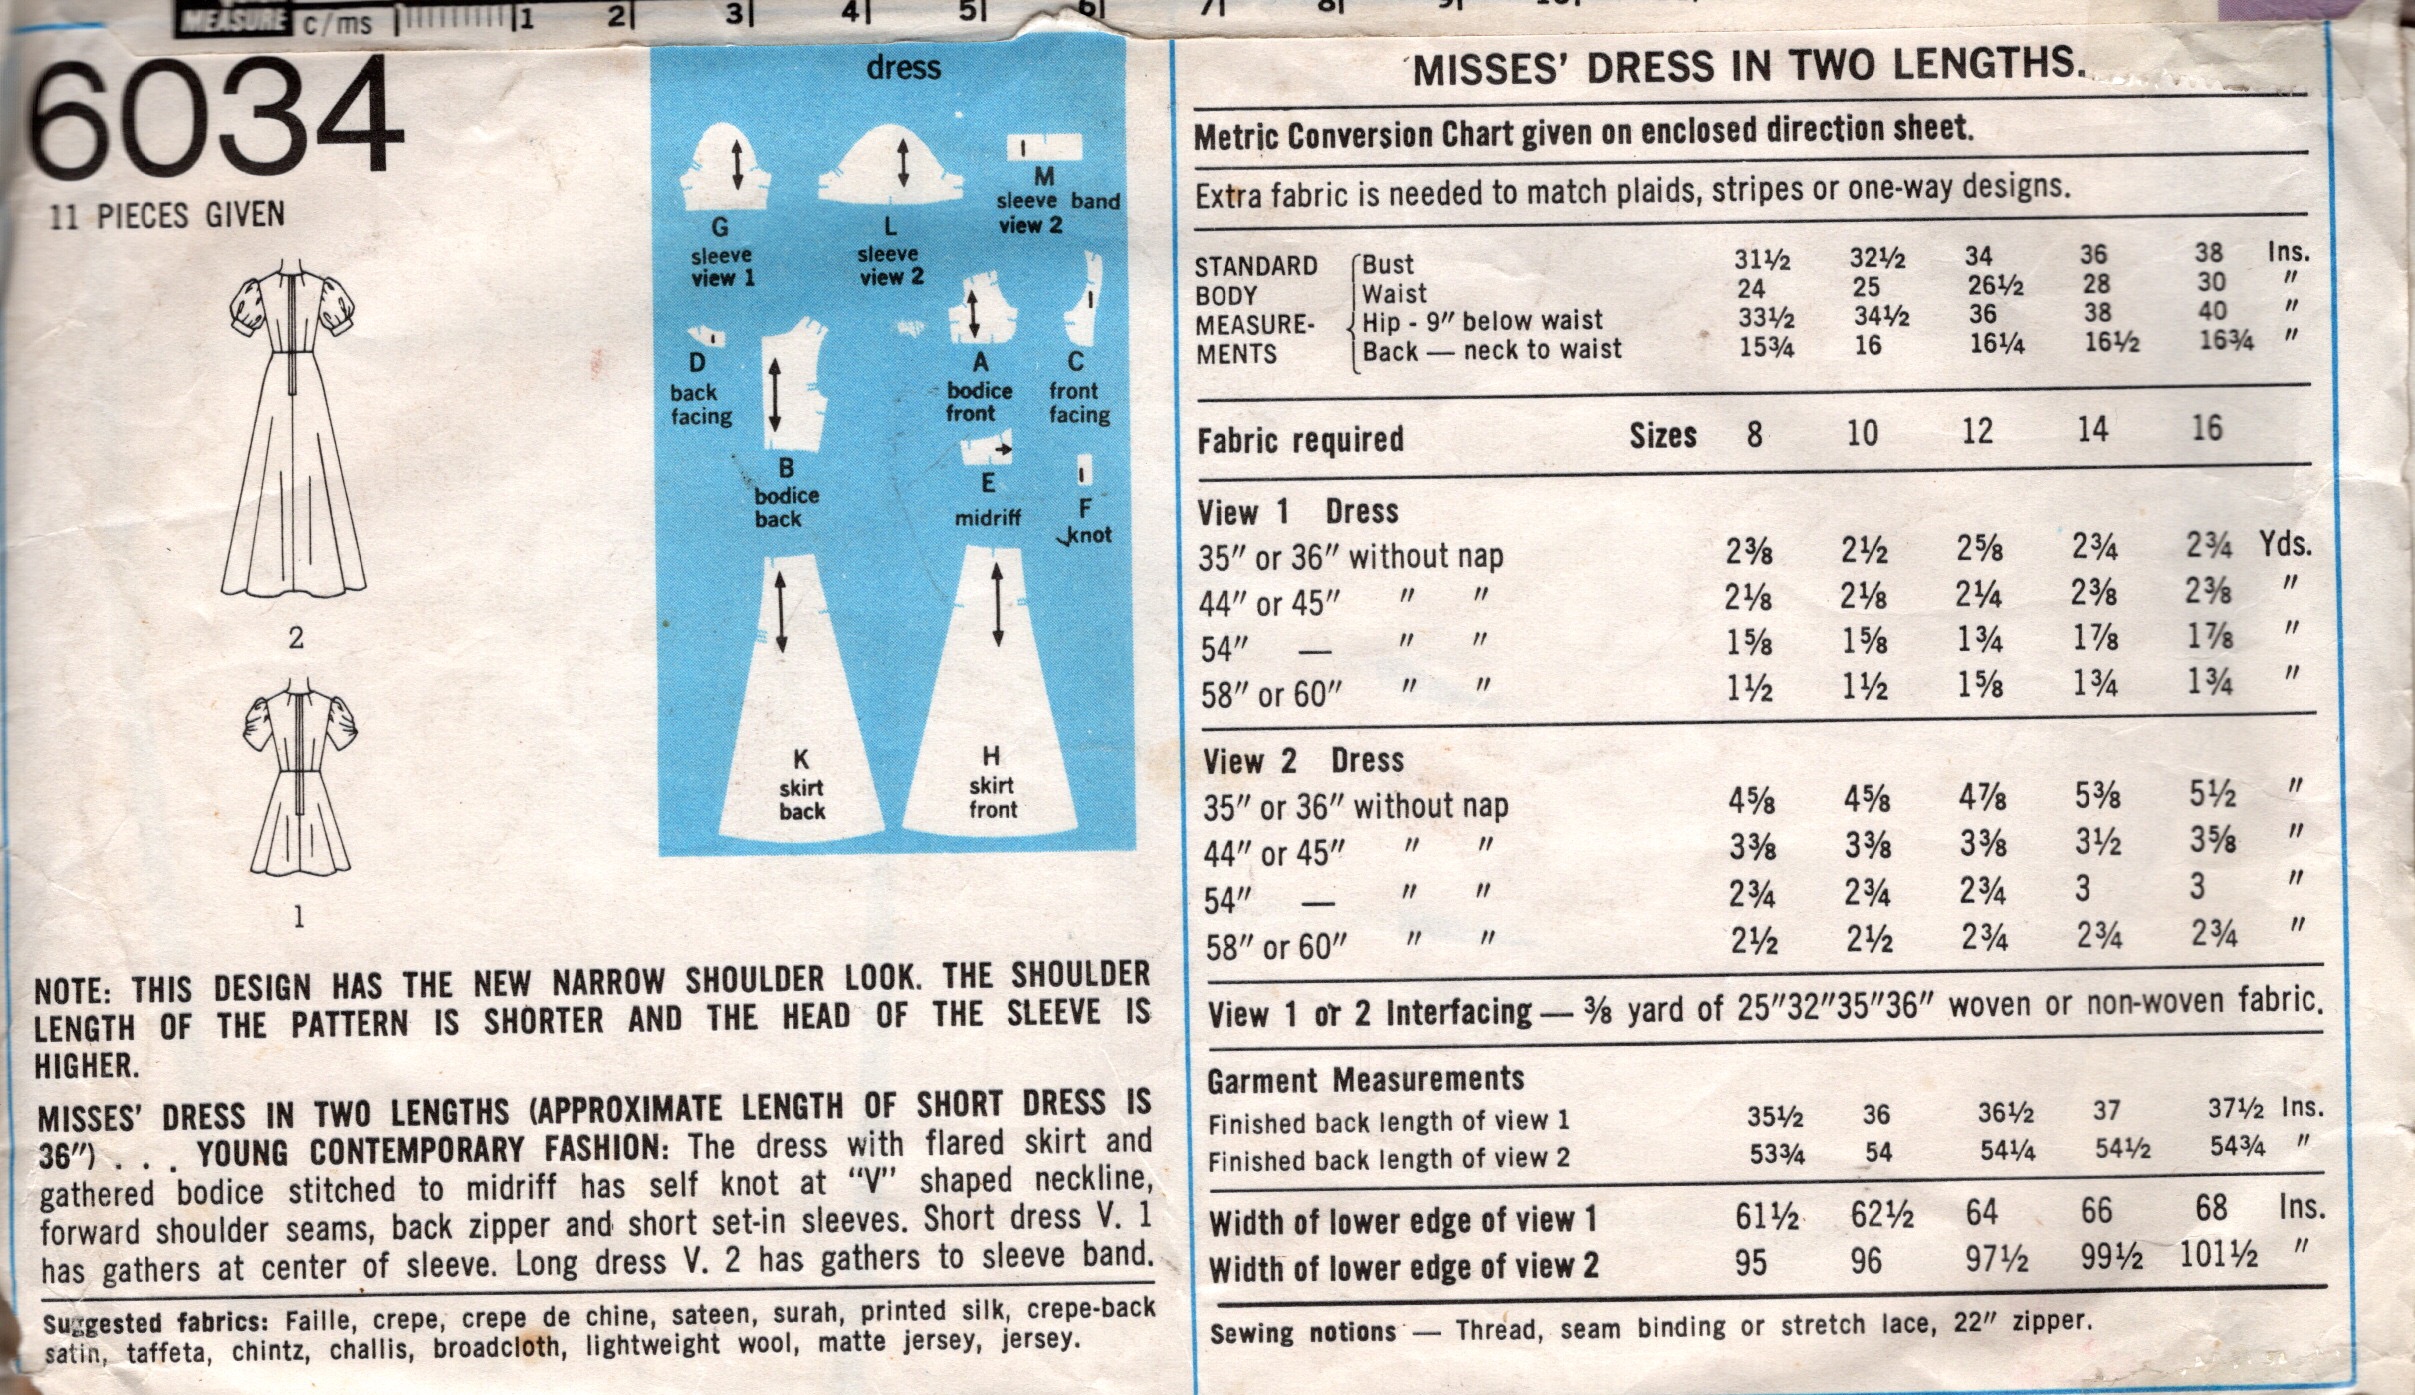 MEASURE c/ms 1 2 3 4 5 6 7 8 9 10
6034
11 PIECES GIVEN
2
1
dress
G
sleeve
view 1
L
sleeve
view 2
M
sleeve band
view 2
D
back
facing
B
bodice
back
A
bodice
front
C
front
facing
E
midriff
F
knot
K
skirt
back
H
skirt
front
NOTE: THIS DESIGN HAS THE NEW NARROW SHOULDER LOOK. THE SHOULDER
LENGTH OF THE PATTERN IS SHORTER AND THE HEAD OF THE SLEEVE IS
HIGHER.
MISSES' DRESS IN TWO LENGTHS (APPROXIMATE LENGTH OF SHORT DRESS IS
36") . . . YOUNG CONTEMPORARY FASHION: The dress with flared skirt and
gathered bodice stitched to midriff has self knot at "V" shaped neckline,
forward shoulder seams, back zipper and short set-in sleeves. Short dress V. 1
has gathers at center of sleeve. Long dress V. 2 has gathers to sleeve band.
Suggested fabrics: Faille, crepe, crepe de chine, sateen, surah, printed silk, crepe-back
satin, taffeta, chintz, challis, broadcloth, lightweight wool, matte jersey, jersey.
MISSES' DRESS IN TWO LENGTHS.
Metric Conversion Chart given on enclosed direction sheet.
Extra fabric is needed to match plaids, stripes or one-way designs.
STANDARD Bust 31½ 32½ 34 36 38 Ins.
BODY Waist 24 25 26½ 28 30 "
MEASURE- Hip - 9" below waist 33½ 34½ 36 38 40 "
MENTS Back — neck to waist 15¾ 16 16¼ 16½ 16¾ "
Fabric required Sizes 8 10 12 14 16
View 1 Dress
35" or 36" without nap 2⅜ 2½ 2⅝ 2¾ 2¾ Yds.
44" or 45" " " 2⅛ 2⅛ 2¼ 2⅜ 2⅜ "
54" — " " 1⅝ 1⅝ 1¾ 1⅞ 1⅞ "
58" or 60" " " 1½ 1½ 1⅝ 1¾ 1¾ "
View 2 Dress
35" or 36" without nap 4⅝ 4⅝ 4⅞ 5⅜ 5½ "
44" or 45" " " 3⅜ 3⅜ 3⅜ 3½ 3⅝ "
54" — " " 2¾ 2¾ 2¾ 3 3 "
58" or 60" " " 2½ 2½ 2¾ 2¾ 2¾ "
View 1 or 2 Interfacing — ⅜ yard of 25"32"35"36" woven or non-woven fabric.
Garment Measurements
Finished back length of view 1 35½ 36 36½ 37 37½ Ins.
Finished back length of view 2 53¾ 54 54¼ 54½ 54¾ "
Width of lower edge of view 1 61½ 62½ 64 66 68 Ins.
Width of lower edge of view 2 95 96 97½ 99½ 101½ "
Sewing notions — Thread, seam binding or stretch lace, 22" zipper.